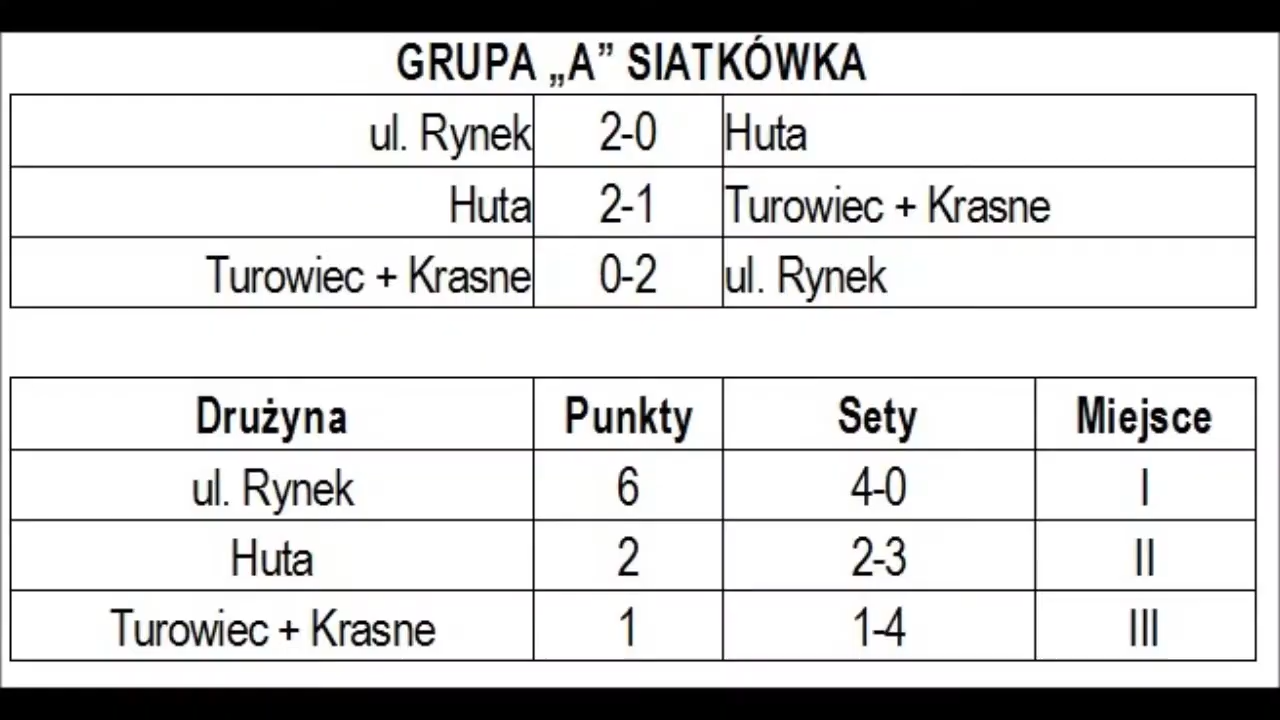 GRUPA „A” SIATKÓWKA
ul. Rynek 2-0 Huta
Huta 2-1 Turowiec + Krasne
Turowiec + Krasne 0-2 ul. Rynek
Drużyna Punkty Sety Miejsce
ul. Rynek 6 4-0 I
Huta 2 2-3 II
Turowiec + Krasne 1 1-4 III